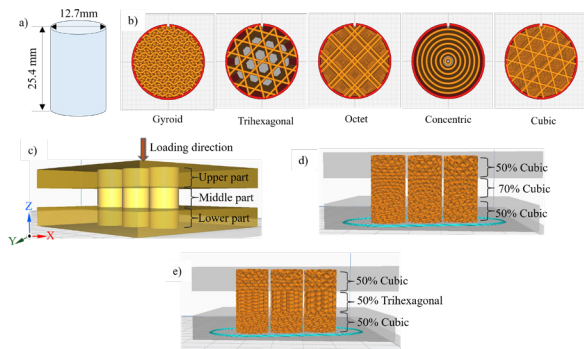 a)
12.7mm
25.4 mm
b)
Gyroid
Trihexagonal
Octet
Concentric
Cubic
c)
Loading direction
Upper part
Middle part
Lower part
Z
Y
X
d)
50% Cubic
70% Cubic
50% Cubic
e)
50% Cubic
50% Trihexagonal
50% Cubic